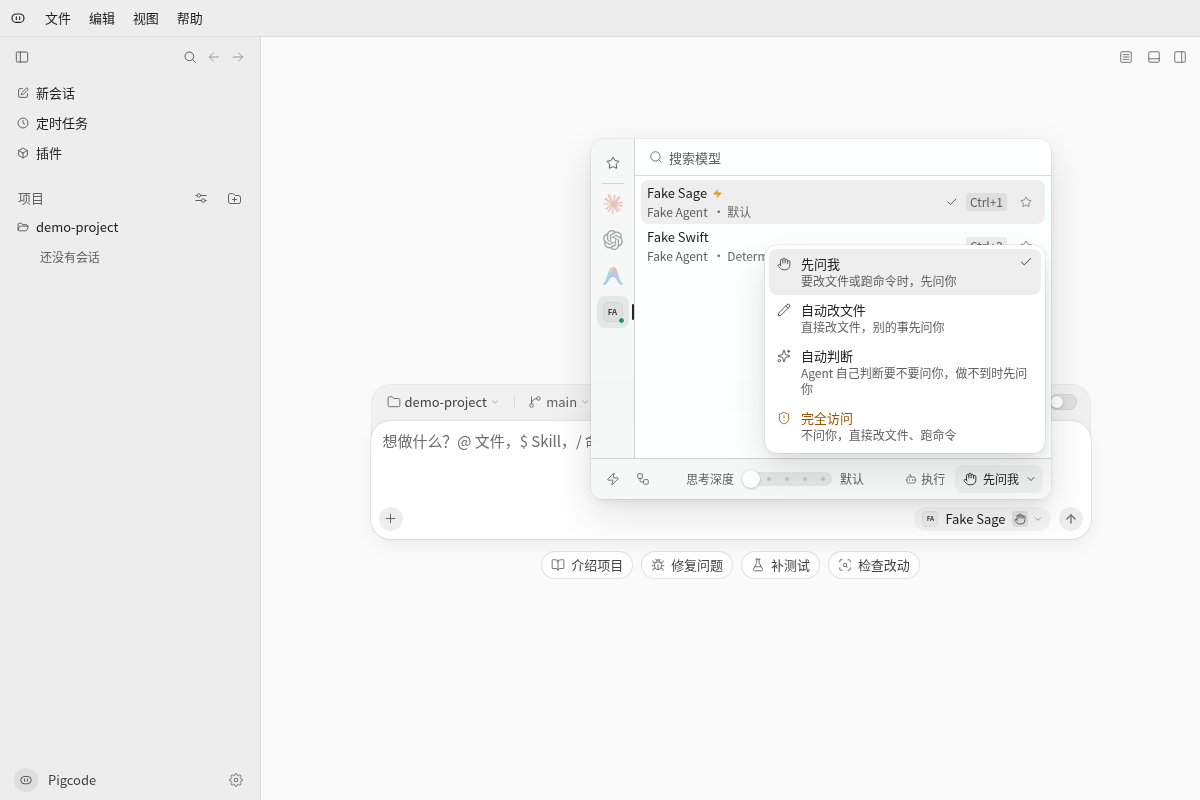 文件 编辑 视图 帮助
新会话
定时任务
插件
项目
demo-project
还没有会话
搜索模型
Fake Sage
Fake Agent · 默认
Ctrl+1
Fake Swift
Fake Agent · Determ
FA
先问我
要改文件或跑命令时，先问你
自动改文件
直接改文件，别的事先问你
自动判断
Agent 自己判断要不要问你，做不到时先问
你
完全访问
不问你，直接改文件、跑命令
demo-project main
想做什么？@ 文件，$ Skill，/
思考深度 默认 执行 先问我
FA Fake Sage
介绍项目 修复问题 补测试 检查改动
Pigcode